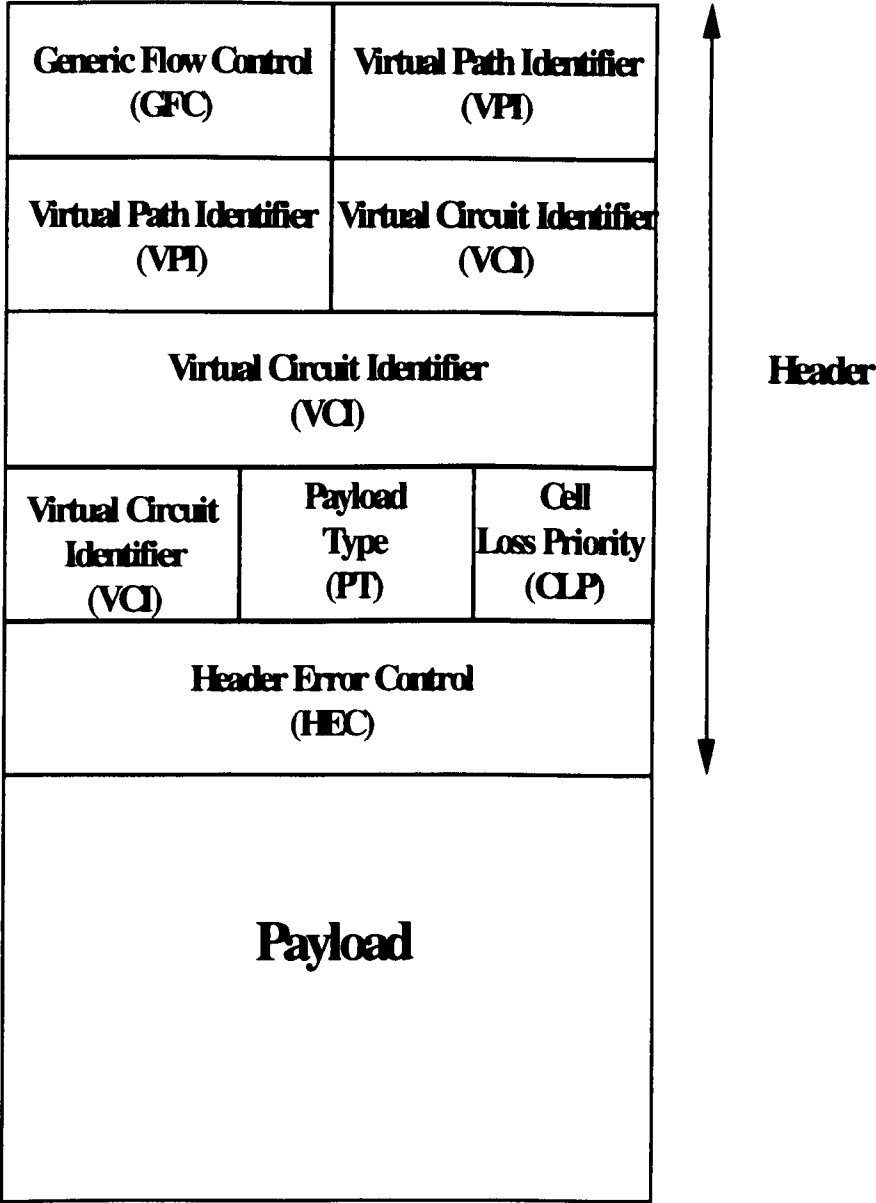 Generic Flow Control
(GFC)
Virtual Path Identifier
(VPI)
Virtual Path Identifier
(VPI)
Virtual Circuit Identifier
(VCI)
Virtual Circuit Identifier
(VCI)
Header
Virtual Circuit
Identifier
(VCI)
Payload
Type
(PT)
Cell
Loss Priority
(CLP)
Header Error Control
(HEC)
Payload